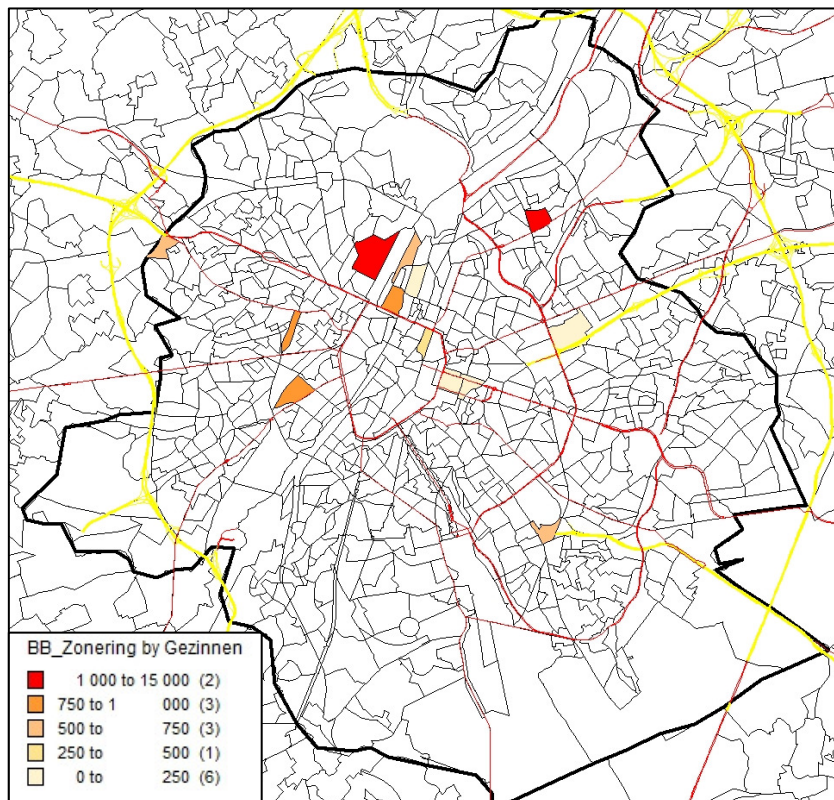 BB_Zonering by Gezinnen
1 000 to 15 000 (2)
750 to 1 000 (3)
500 to 750 (3)
250 to 500 (1)
0 to 250 (6)